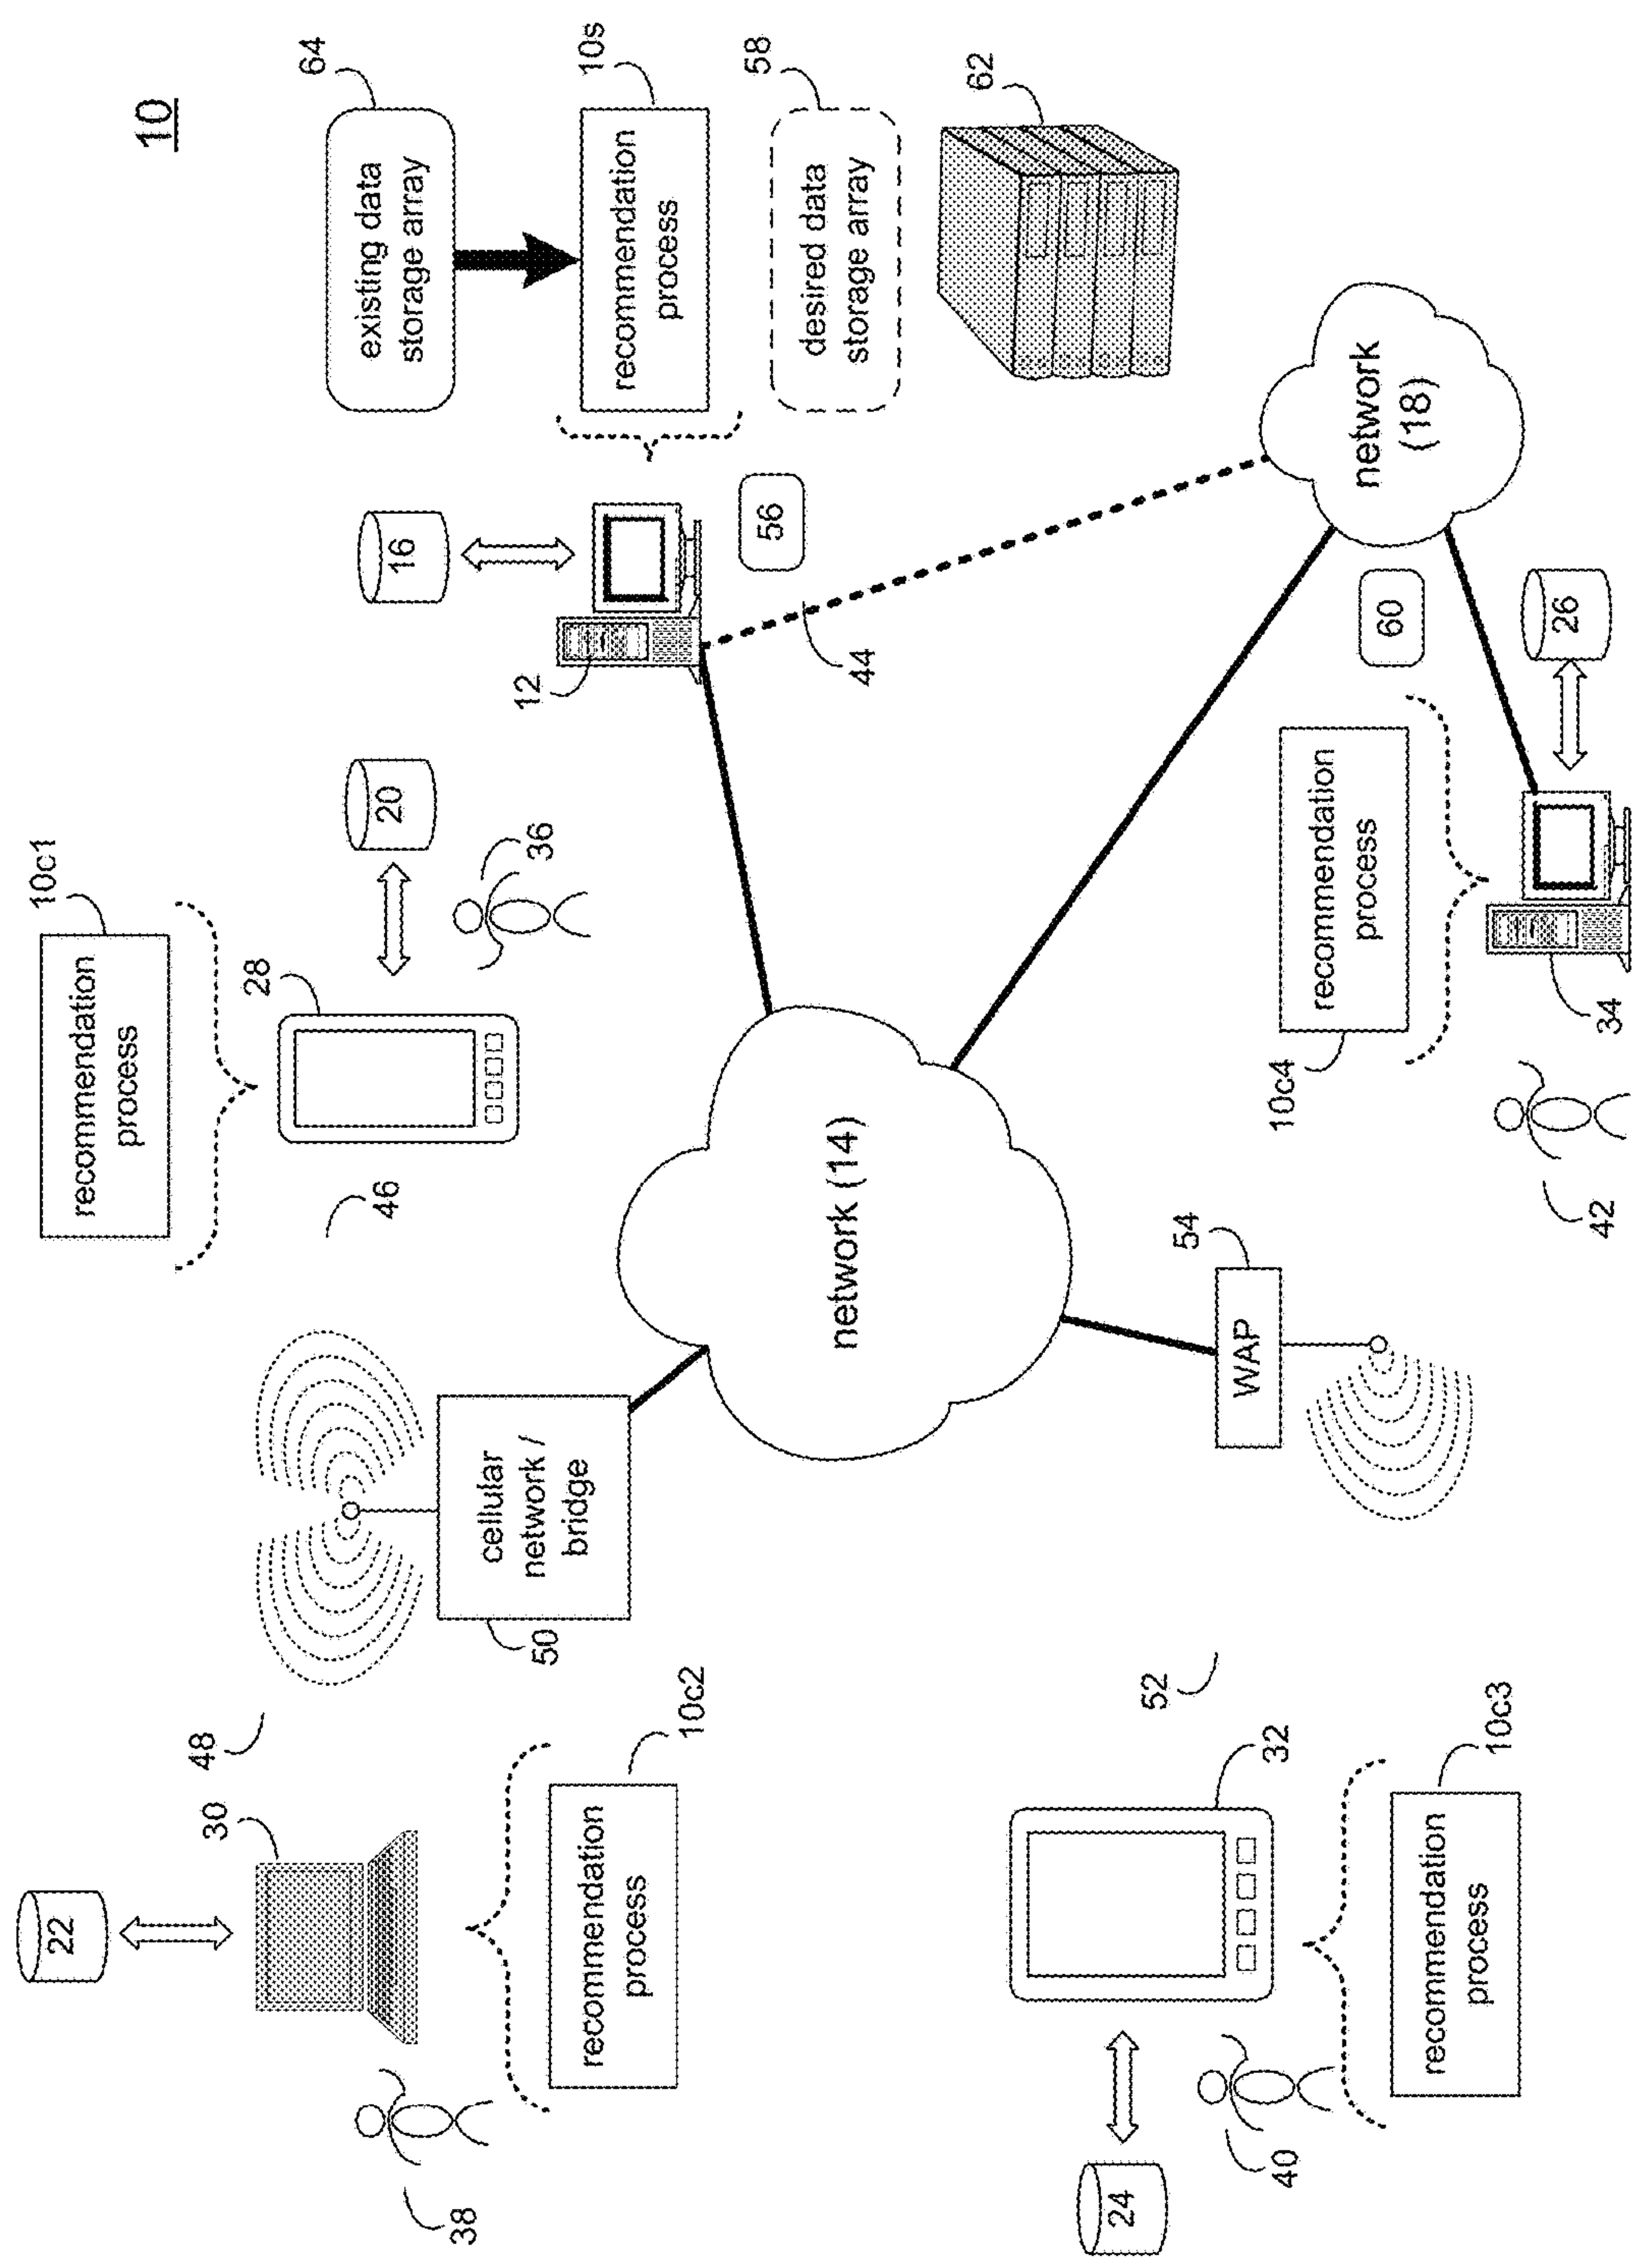 10
22
30
48
38
recommendation
process
10c2
recommendation
process
10c1
28
46
20
36
cellular
network /
bridge
50
16
12
existing data
storage array
64
recommendation
process
10s
56
desired data
storage array
58
62
44
network (14)
network
(18)
24
40
32
52
recommendation
process
10c3
WAP
54
recommendation
process
10c4
60
26
34
42